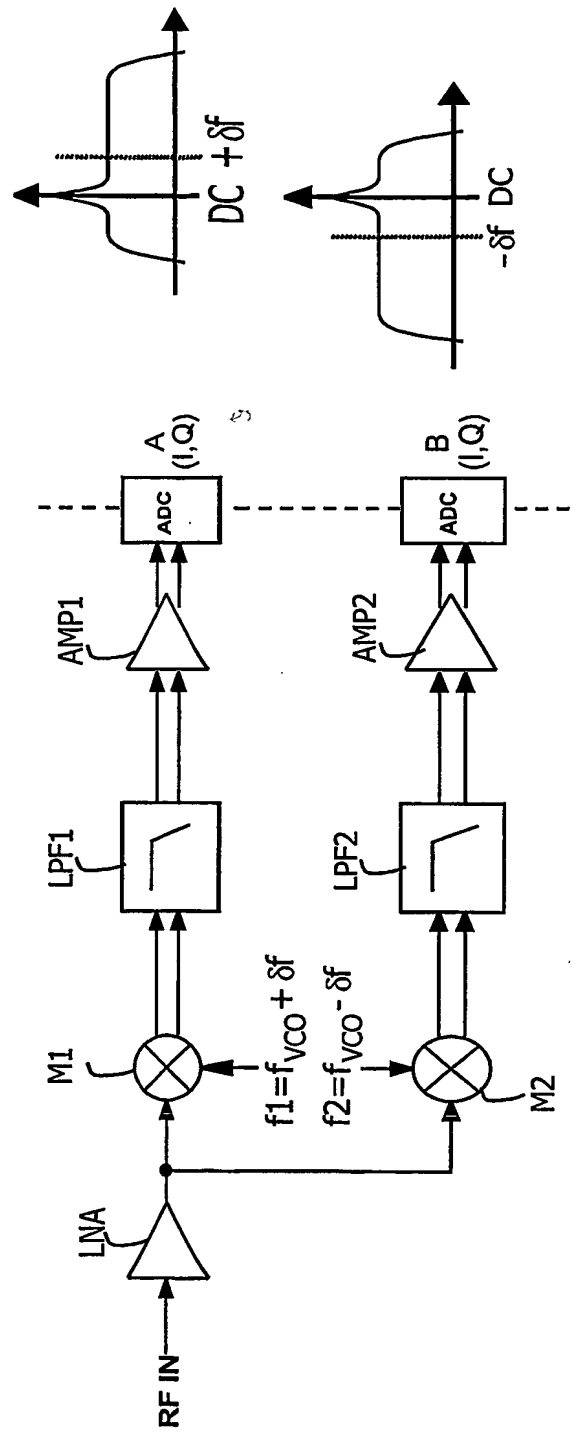 RF IN
LNA
M1
f1=fVCO+δf
f2=fVCO-δf
M2
LPF1
LPF2
AMP1
AMP2
ADC
A
(I,Q)
ADC
B
(I,Q)
DC +δf
-δf DC